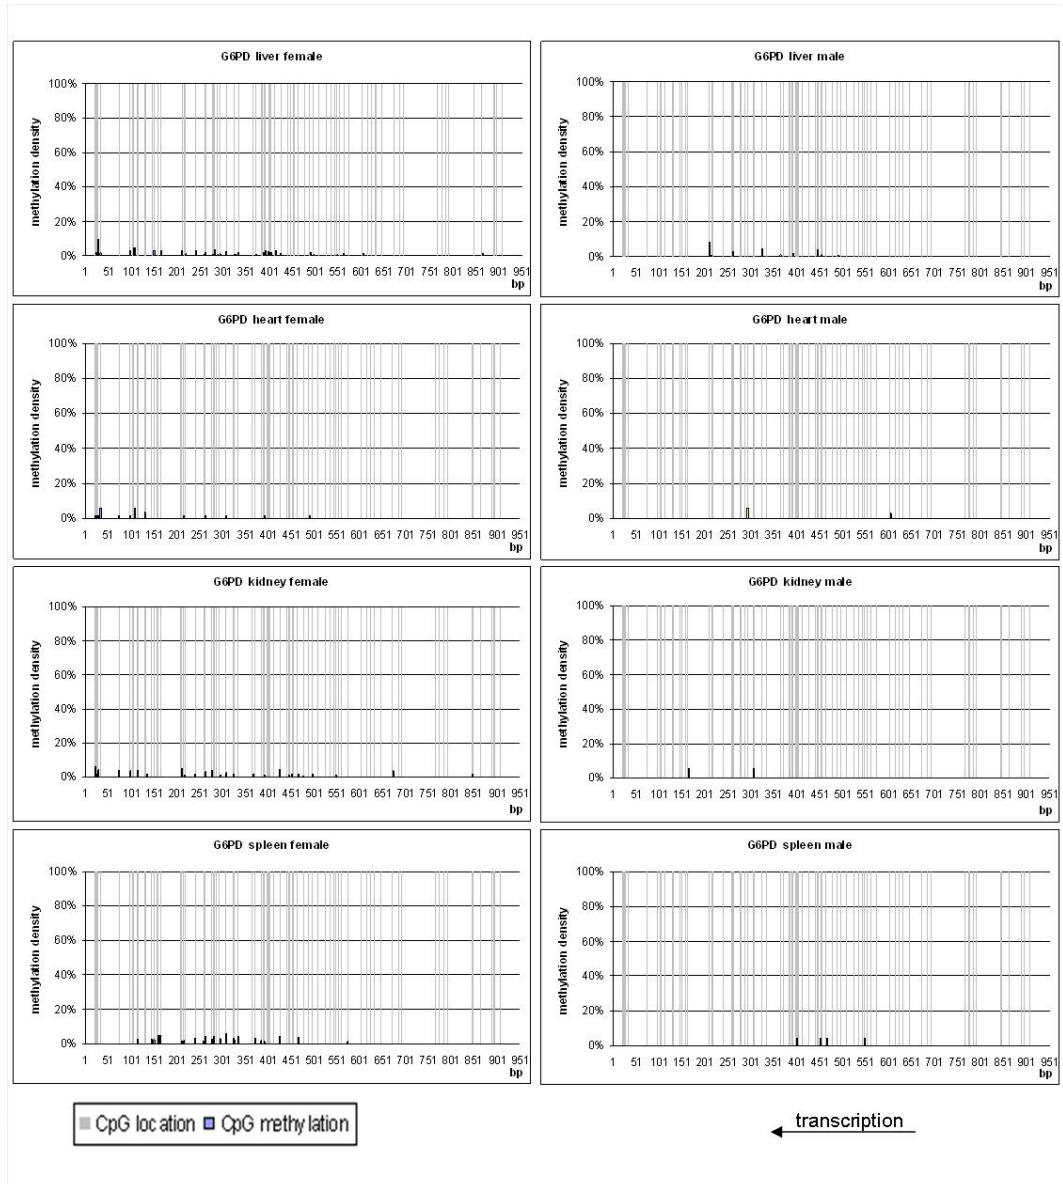 G6PD liver female
methylation density
100%
80%
60%
40%
20%
0%
1 51 101 151 201 251 301 351 401 451 501 551 601 651 701 751 801 851 901 951
bp
G6PD liver male
methylation density
100%
80%
60%
40%
20%
0%
1 51 101 151 201 251 301 351 401 451 501 551 601 651 701 751 801 851 901 951
bp
G6PD heart female
methylation density
100%
80%
60%
40%
20%
0%
1 51 101 151 201 251 301 351 401 451 501 551 601 651 701 751 801 851 901 951
bp
G6PD heart male
methylation density
100%
80%
60%
40%
20%
0%
1 51 101 151 201 251 301 351 401 451 501 551 601 651 701 751 801 851 901 951
bp
G6PD kidney female
methylation density
100%
80%
60%
40%
20%
0%
1 51 101 151 201 251 301 351 401 451 501 551 601 651 701 751 801 851 901 951
bp
G6PD kidney male
methylation density
100%
80%
60%
40%
20%
0%
1 51 101 151 201 251 301 351 401 451 501 551 601 651 701 751 801 851 901 951
bp
G6PD spleen female
methylation density
100%
80%
60%
40%
20%
0%
1 51 101 151 201 251 301 351 401 451 501 551 601 651 701 751 801 851 901 951
bp
G6PD spleen male
methylation density
100%
80%
60%
40%
20%
0%
1 51 101 151 201 251 301 351 401 451 501 551 601 651 701 751 801 851 901 951
bp
CpG location CpG methylation
transcription